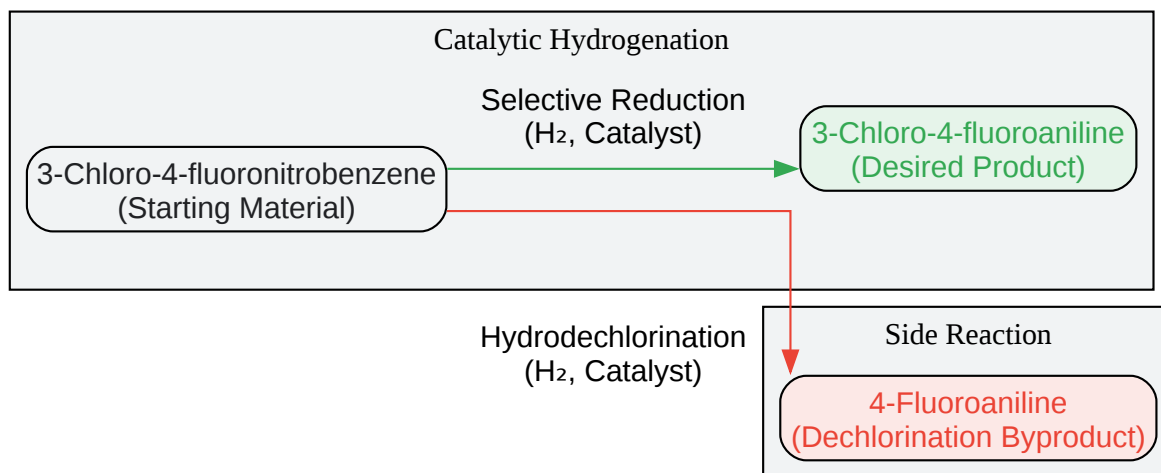 Catalytic Hydrogenation
Selective Reduction
(H₂, Catalyst)
3-Chloro-4-fluoroaniline
(Desired Product)
3-Chloro-4-fluoronitrobenzene
(Starting Material)
Hydrodechlorination
(H₂, Catalyst)
Side Reaction
4-Fluoroaniline
(Dechlorination Byproduct)